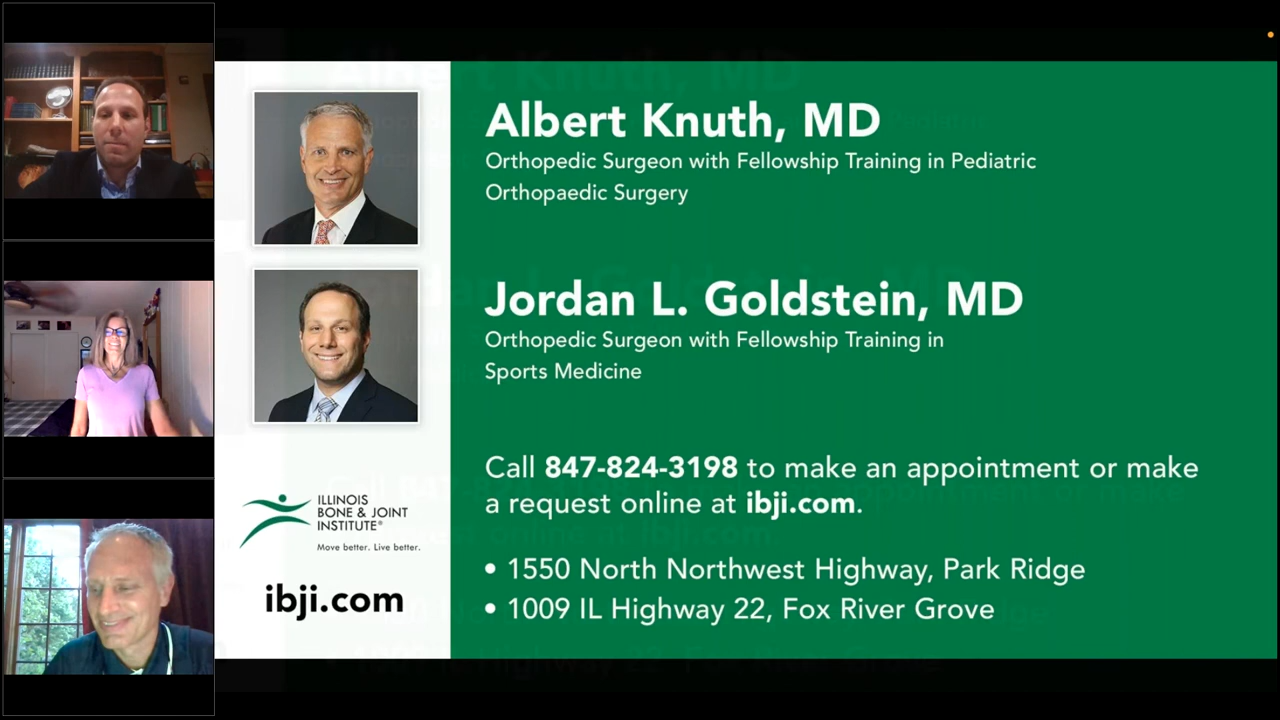 Albert Knuth, MD
Orthopedic Surgeon with Fellowship Training in Pediatric
Orthopaedic Surgery
Jordan L. Goldstein, MD
Orthopedic Surgeon with Fellowship Training in
Sports Medicine
Call 847-824-3198 to make an appointment or make
a request online at ibji.com.
• 1550 North Northwest Highway, Park Ridge
• 1009 IL Highway 22, Fox River Grove
ILLINOIS
BONE & JOINT
INSTITUTE®
Move better. Live better.
ibji.com